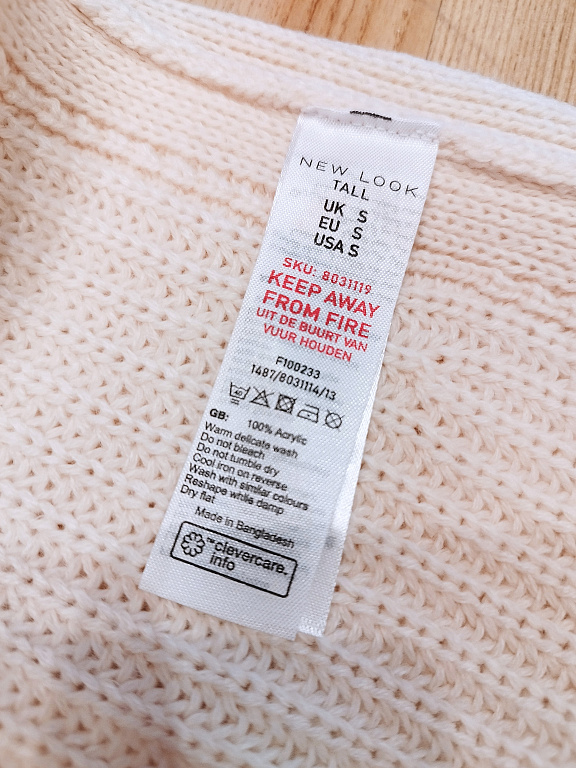 NEW LOOK
TALL
UK S
EU S
USA S
SKU: 8031119
KEEP AWAY
FROM FIRE
UIT DE BUURT VAN
VUUR HOUDEN
F100233
1487/8031114/13
40
GB: 100% Acrylic
Warm delicate wash
Do not bleach
Do not tumble dry
Cool iron on reverse
Wash with similar colours
Reshape while damp
Dry flat
Made in Bangladesh
™clevercare.
info